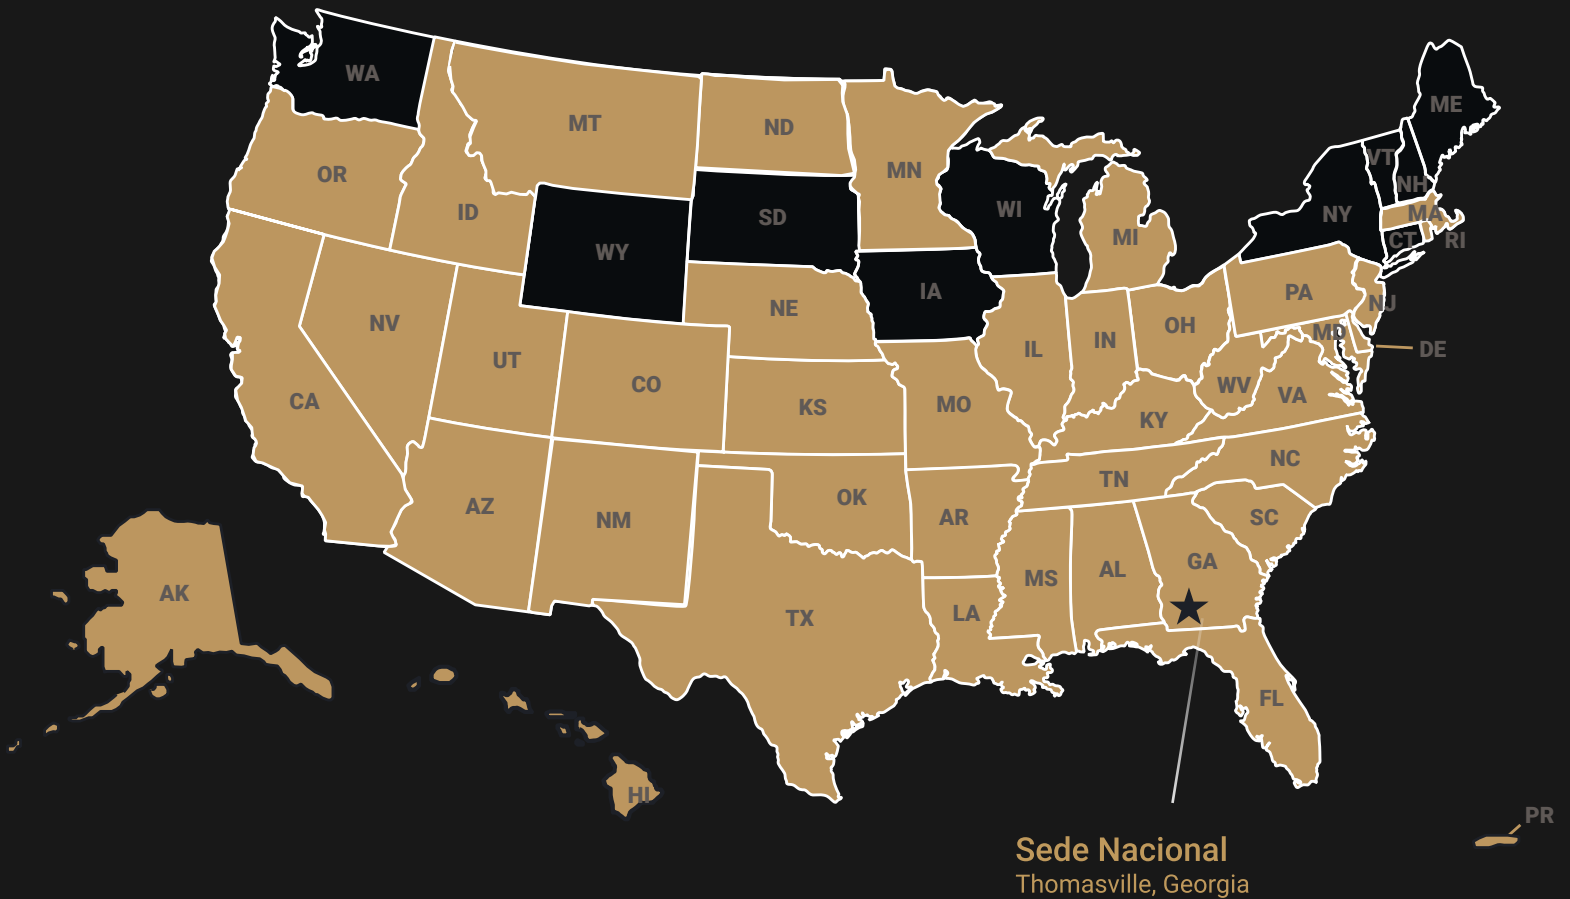 WA
ME
MT
ND
VT
MN
OR
NH
ID
SD
WI
NY
MA
MI
CT
RI
WY
IA
PA
NE
NJ
NV
OH
MD
IN
IL
DE
UT
CO
WV
VA
CA
KS
MO
KY
NC
TN
OK
AZ
NM
AR
SC
GA
AL
MS
AK
LA
TX
FL
HI
PR
Sede Nacional
Thomasville, Georgia